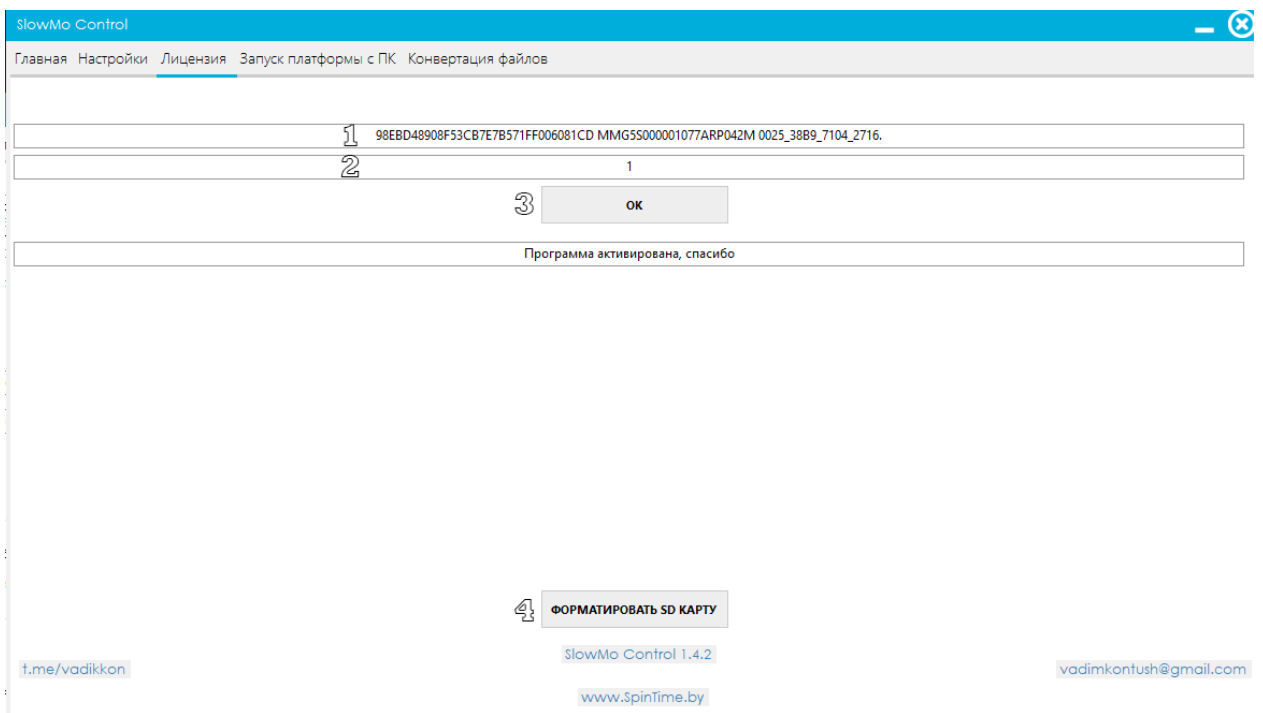 SlowMo Control
Главная Настройки Лицензия Запуск платформы с ПК Конвертация файлов
1 98EBD48908F53CB7E7B571FF006081CD MMG5S000001077ARP042M 0025_38B9_7104_2716.
2 1
3 ОК
Программа активирована, спасибо
4 ФОРМАТИРОВАТЬ SD КАРТУ
SlowMo Control 1.4.2
t.me/vadikkon vadimkontush@gmail.com
www.SpinTime.by